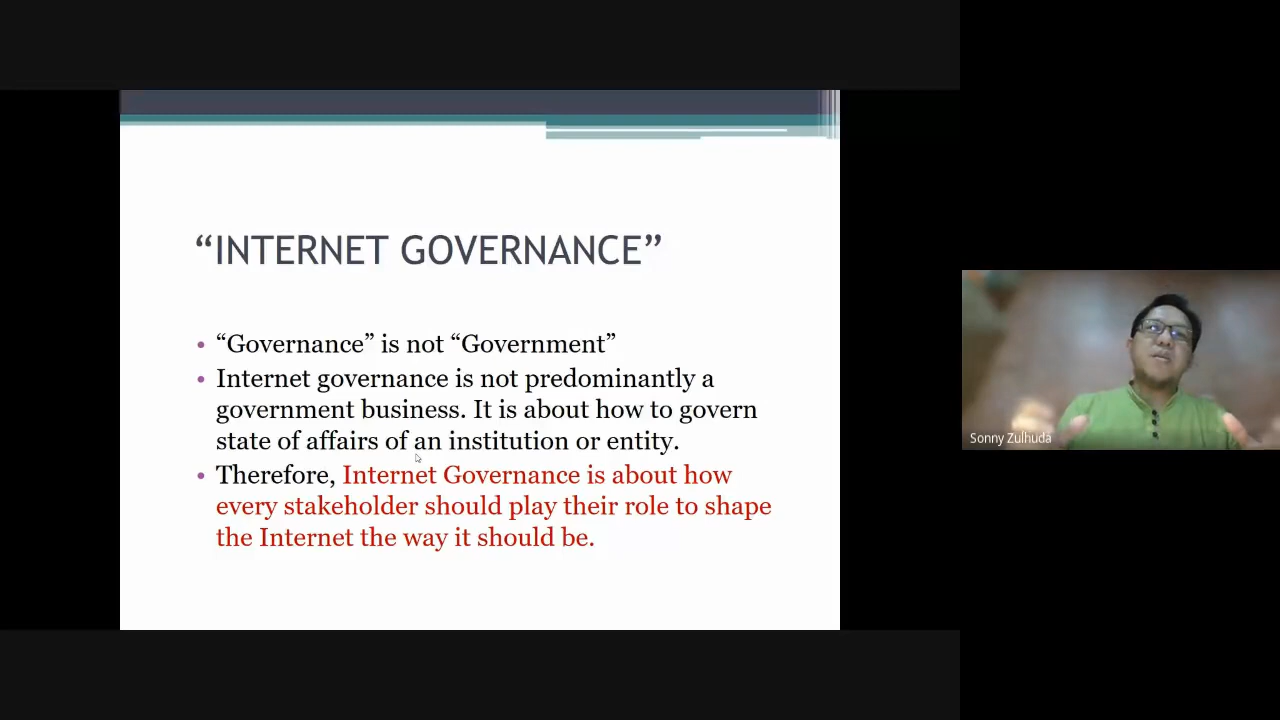 “INTERNET GOVERNANCE”
• “Governance” is not “Government”
• Internet governance is not predominantly a
government business. It is about how to govern
state of affairs of an institution or entity.
• Therefore, Internet Governance is about how
every stakeholder should play their role to shape
the Internet the way it should be.
Sonny Zulhuda